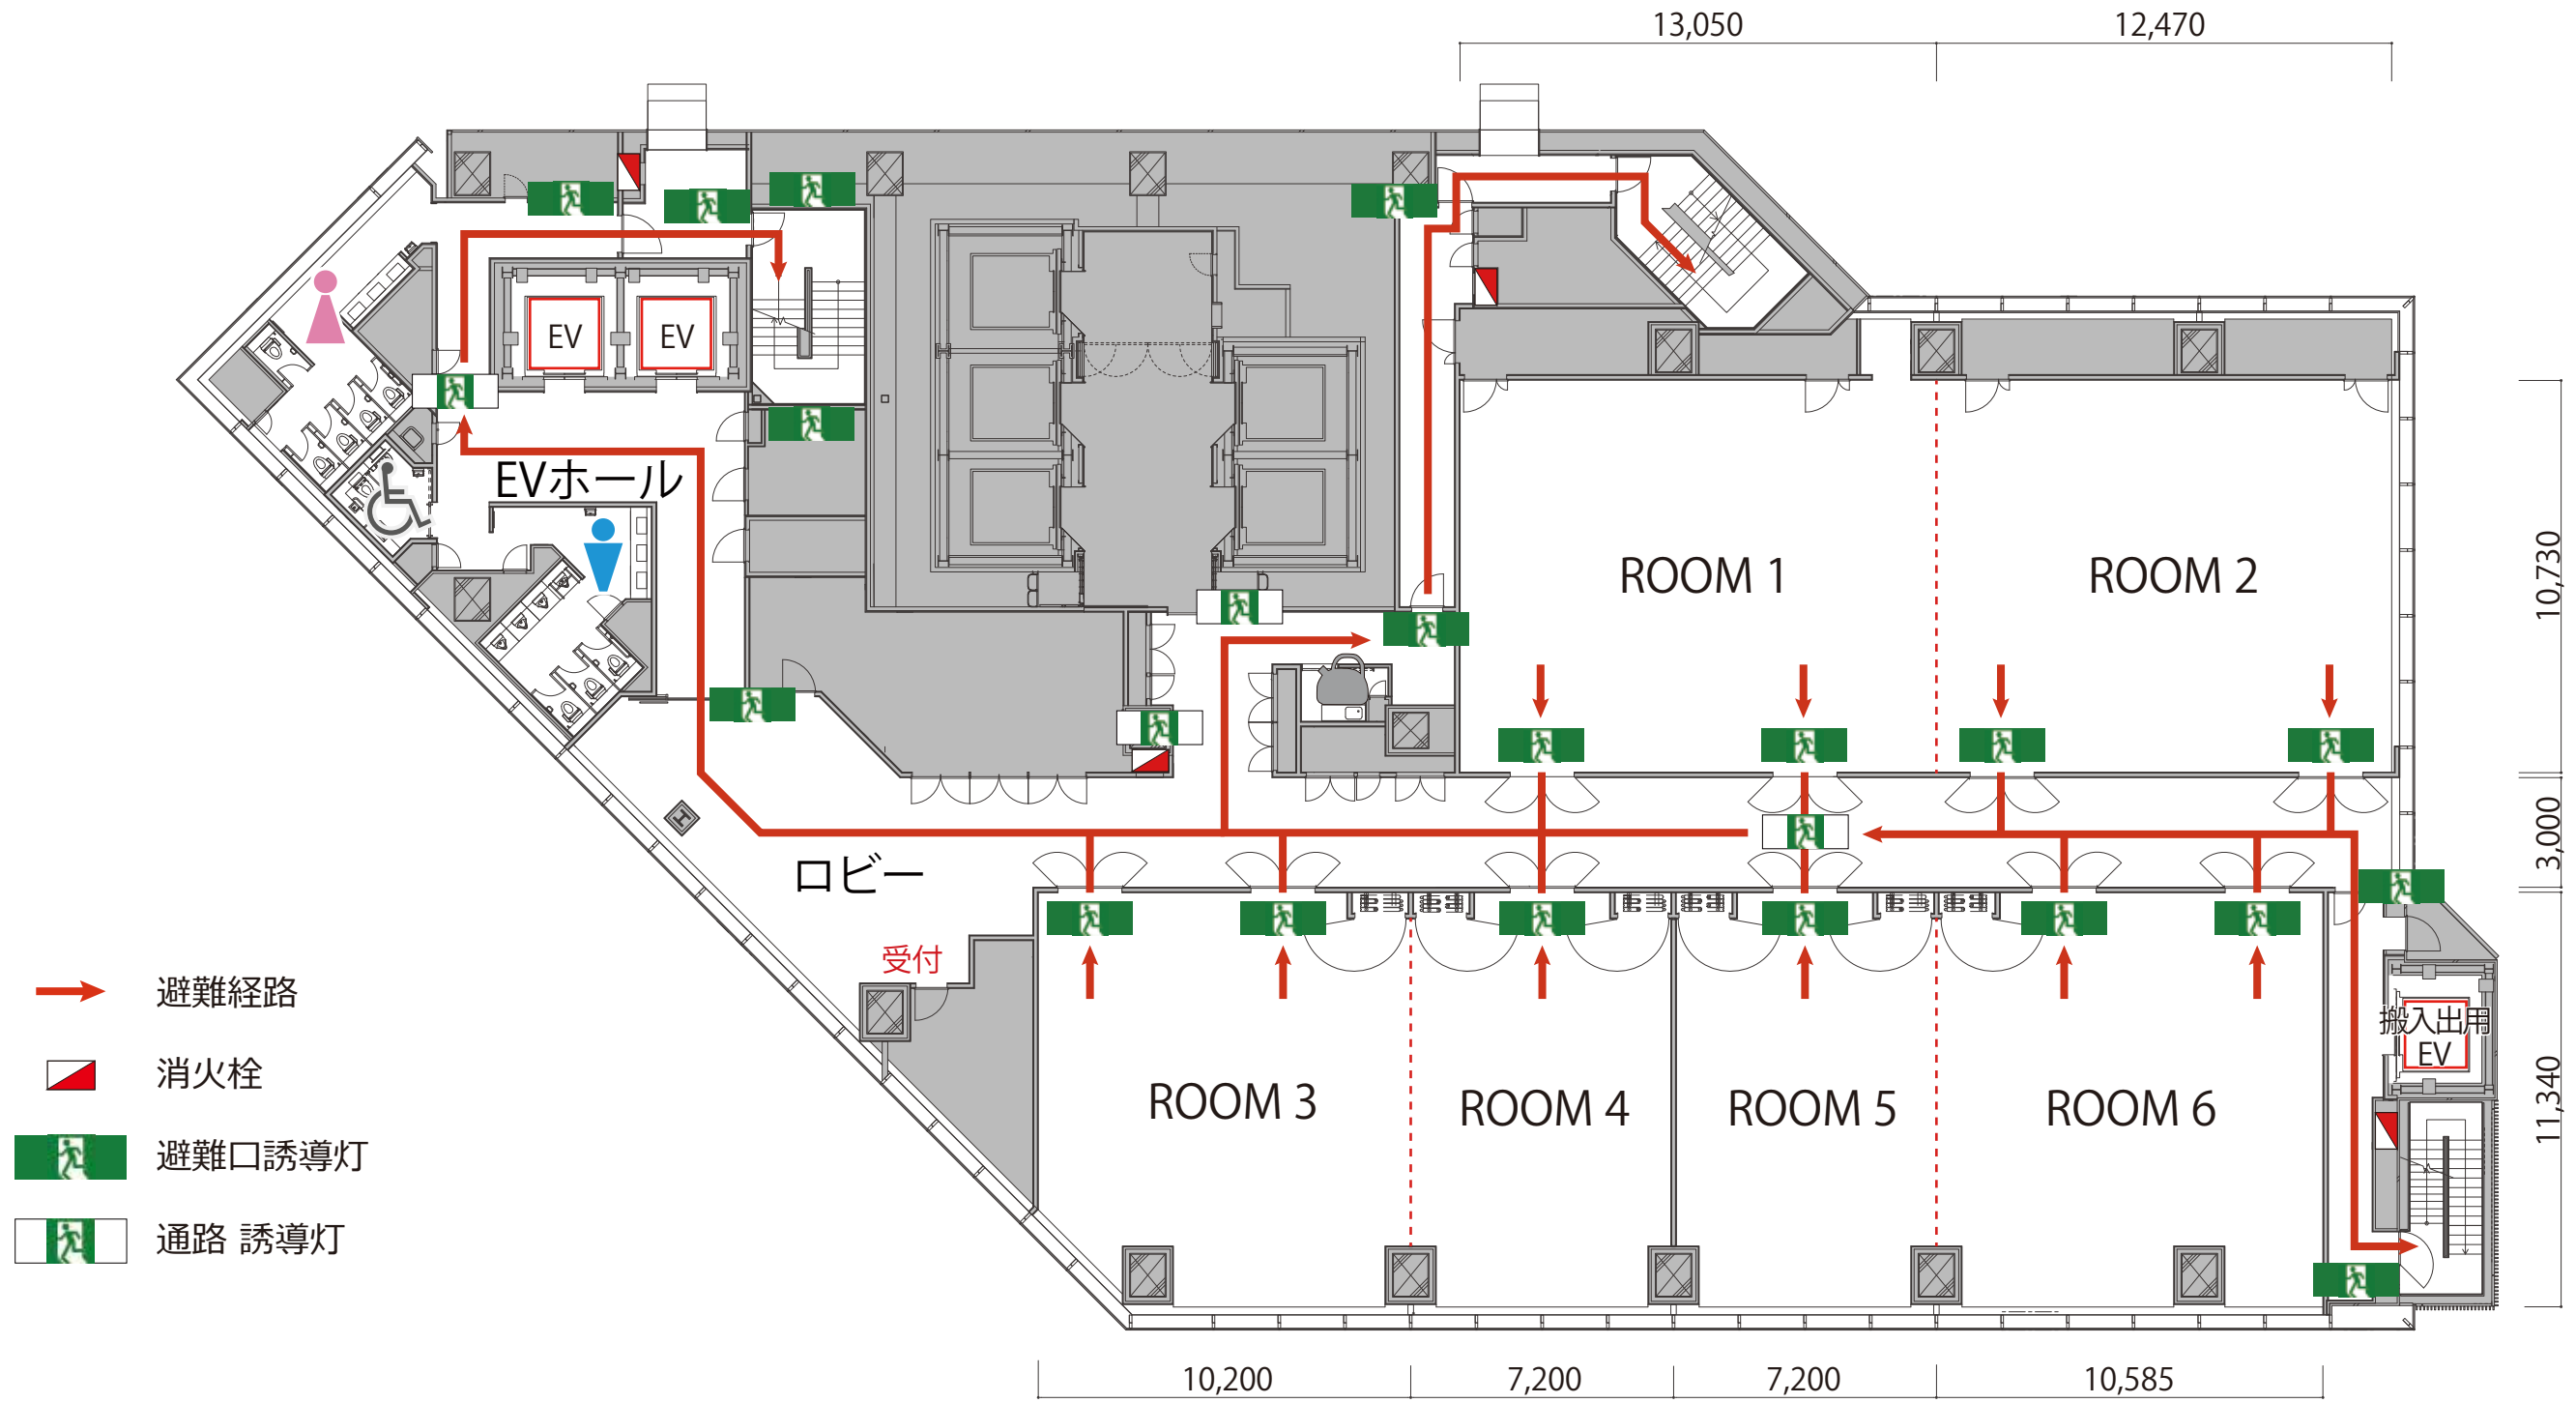 13,050
12,470
EV
EV
EVホール
ROOM 1
ROOM 2
10,730
3,000
ロビー
受付
避難経路
消火栓
避難口誘導灯
通路 誘導灯
搬入出用
EV
ROOM 3
ROOM 4
ROOM 5
ROOM 6
11,340
10,200
7,200
7,200
10,585